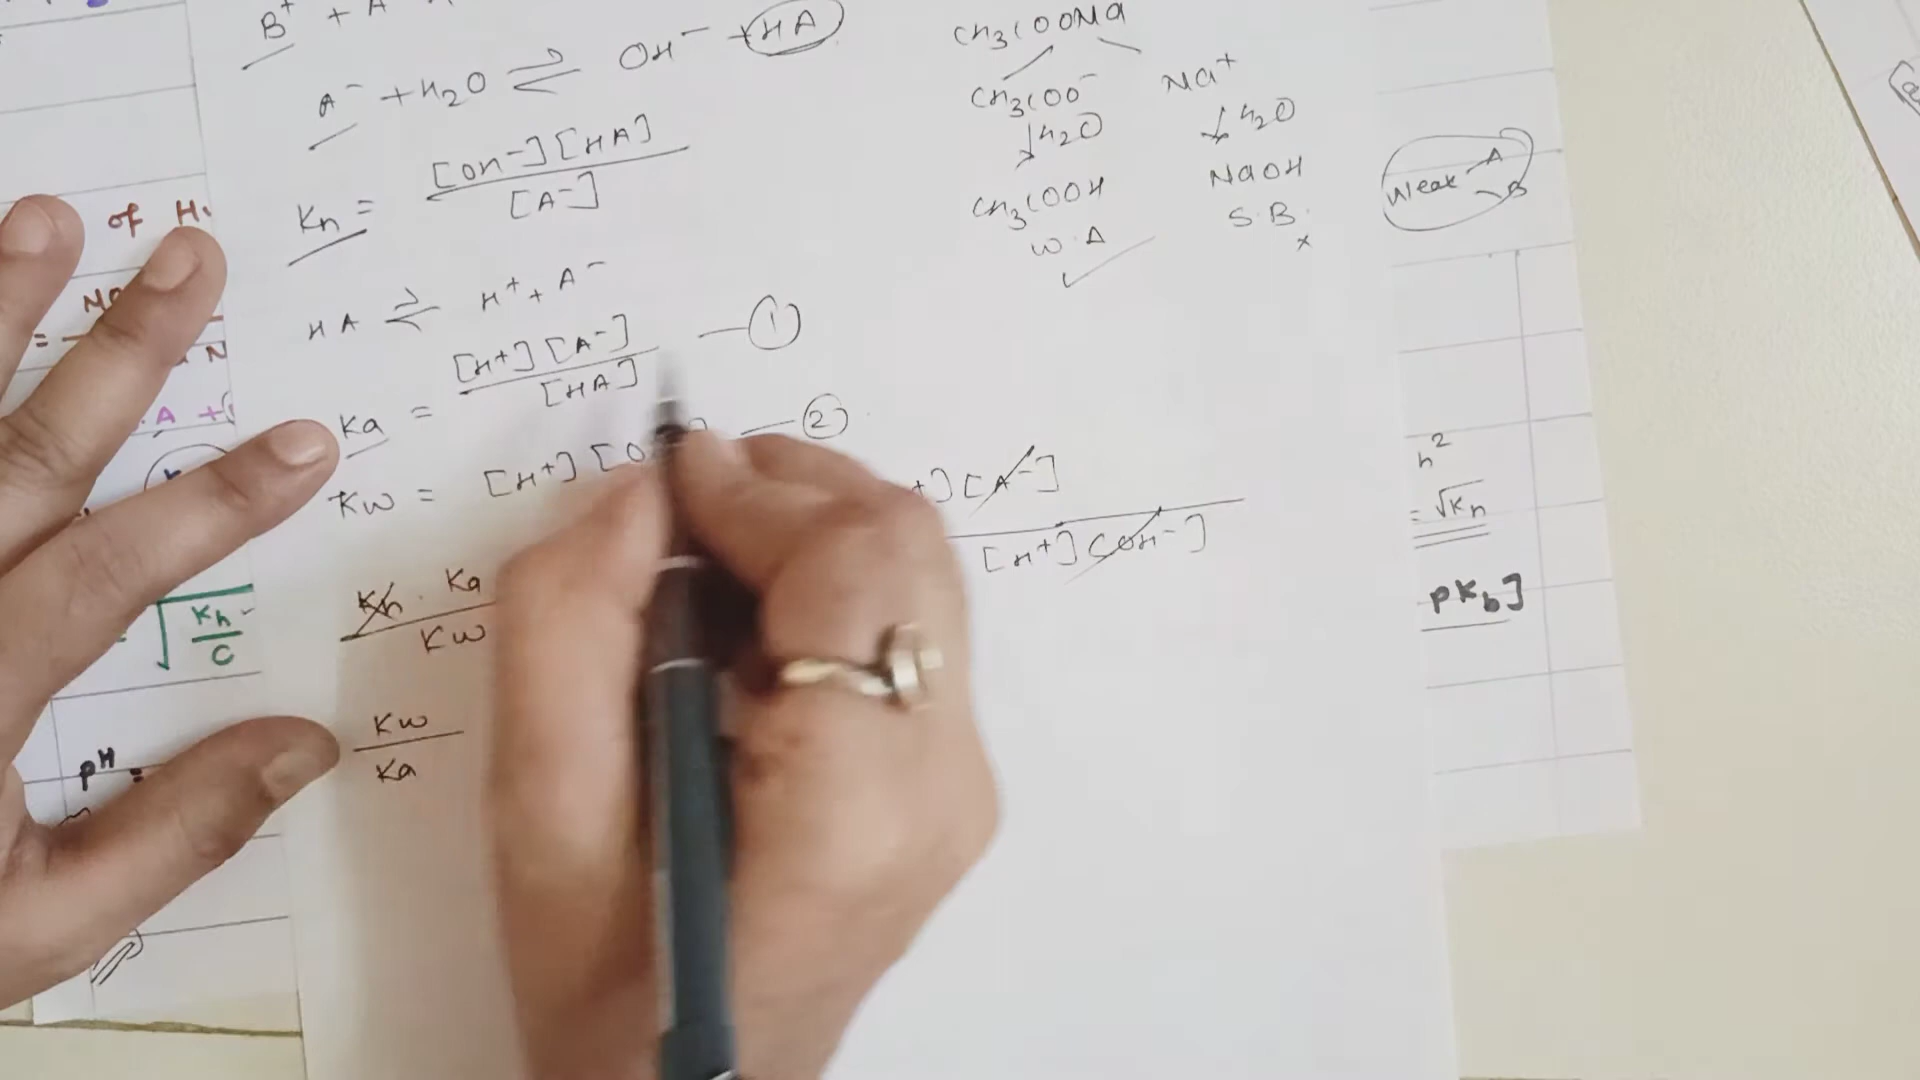 B⁺ + A
A⁻ + H₂O ⇌ OH⁻ + HA
Kh = [OH⁻][HA] / [A⁻]
HA ⇌ H⁺ + A⁻
Ka = [H⁺][A⁻] / [HA] — ①
Kw = [H⁺][O — ②
Kh · Ka / Kw
Kw / Ka
][A⁻]
[H⁺][OH⁻]
CH₃COONa
CH₃COO⁻ Na⁺
↓H₂O ↓H₂O
CH₃COOH NaOH
W.A S.B.
✓ x
Weak A
B
h²
= √Kh
pKb]
of H
=
N
A +
√Kh / C
pH =